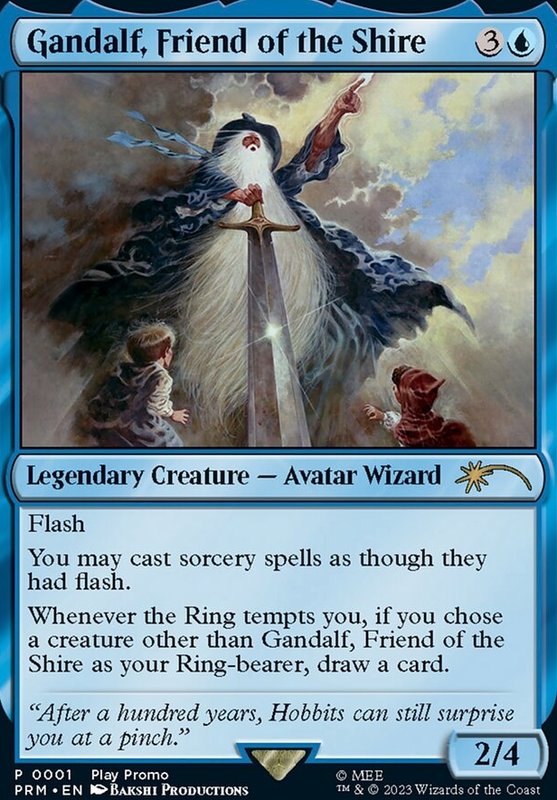 Gandalf, Friend of the Shire 3
Legendary Creature — Avatar Wizard
Flash
You may cast sorcery spells as though they
had flash.
Whenever the Ring tempts you, if you chose
a creature other than Gandalf, Friend of the
Shire as your Ring-bearer, draw a card.
“After a hundred years, Hobbits can still surprise
you at a pinch.”
2/4
P 0001 Play Promo
PRM • EN Bakshi Productions
© MEE
™ & © 2023 Wizards of the Coast